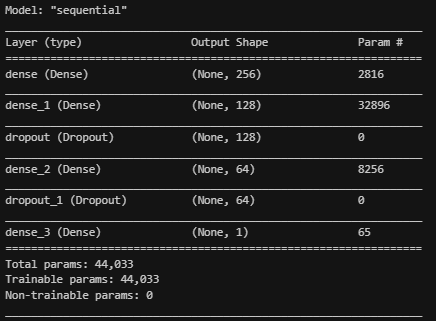 Model: "sequential"
_________________________________________________________________
Layer (type)                 Output Shape              Param #
=================================================================
dense (Dense)                (None, 256)               2816
_________________________________________________________________
dense_1 (Dense)              (None, 128)               32896
_________________________________________________________________
dropout (Dropout)            (None, 128)               0
_________________________________________________________________
dense_2 (Dense)              (None, 64)                8256
_________________________________________________________________
dropout_1 (Dropout)          (None, 64)                0
_________________________________________________________________
dense_3 (Dense)              (None, 1)                 65
=================================================================
Total params: 44,033
Trainable params: 44,033
Non-trainable params: 0
_________________________________________________________________